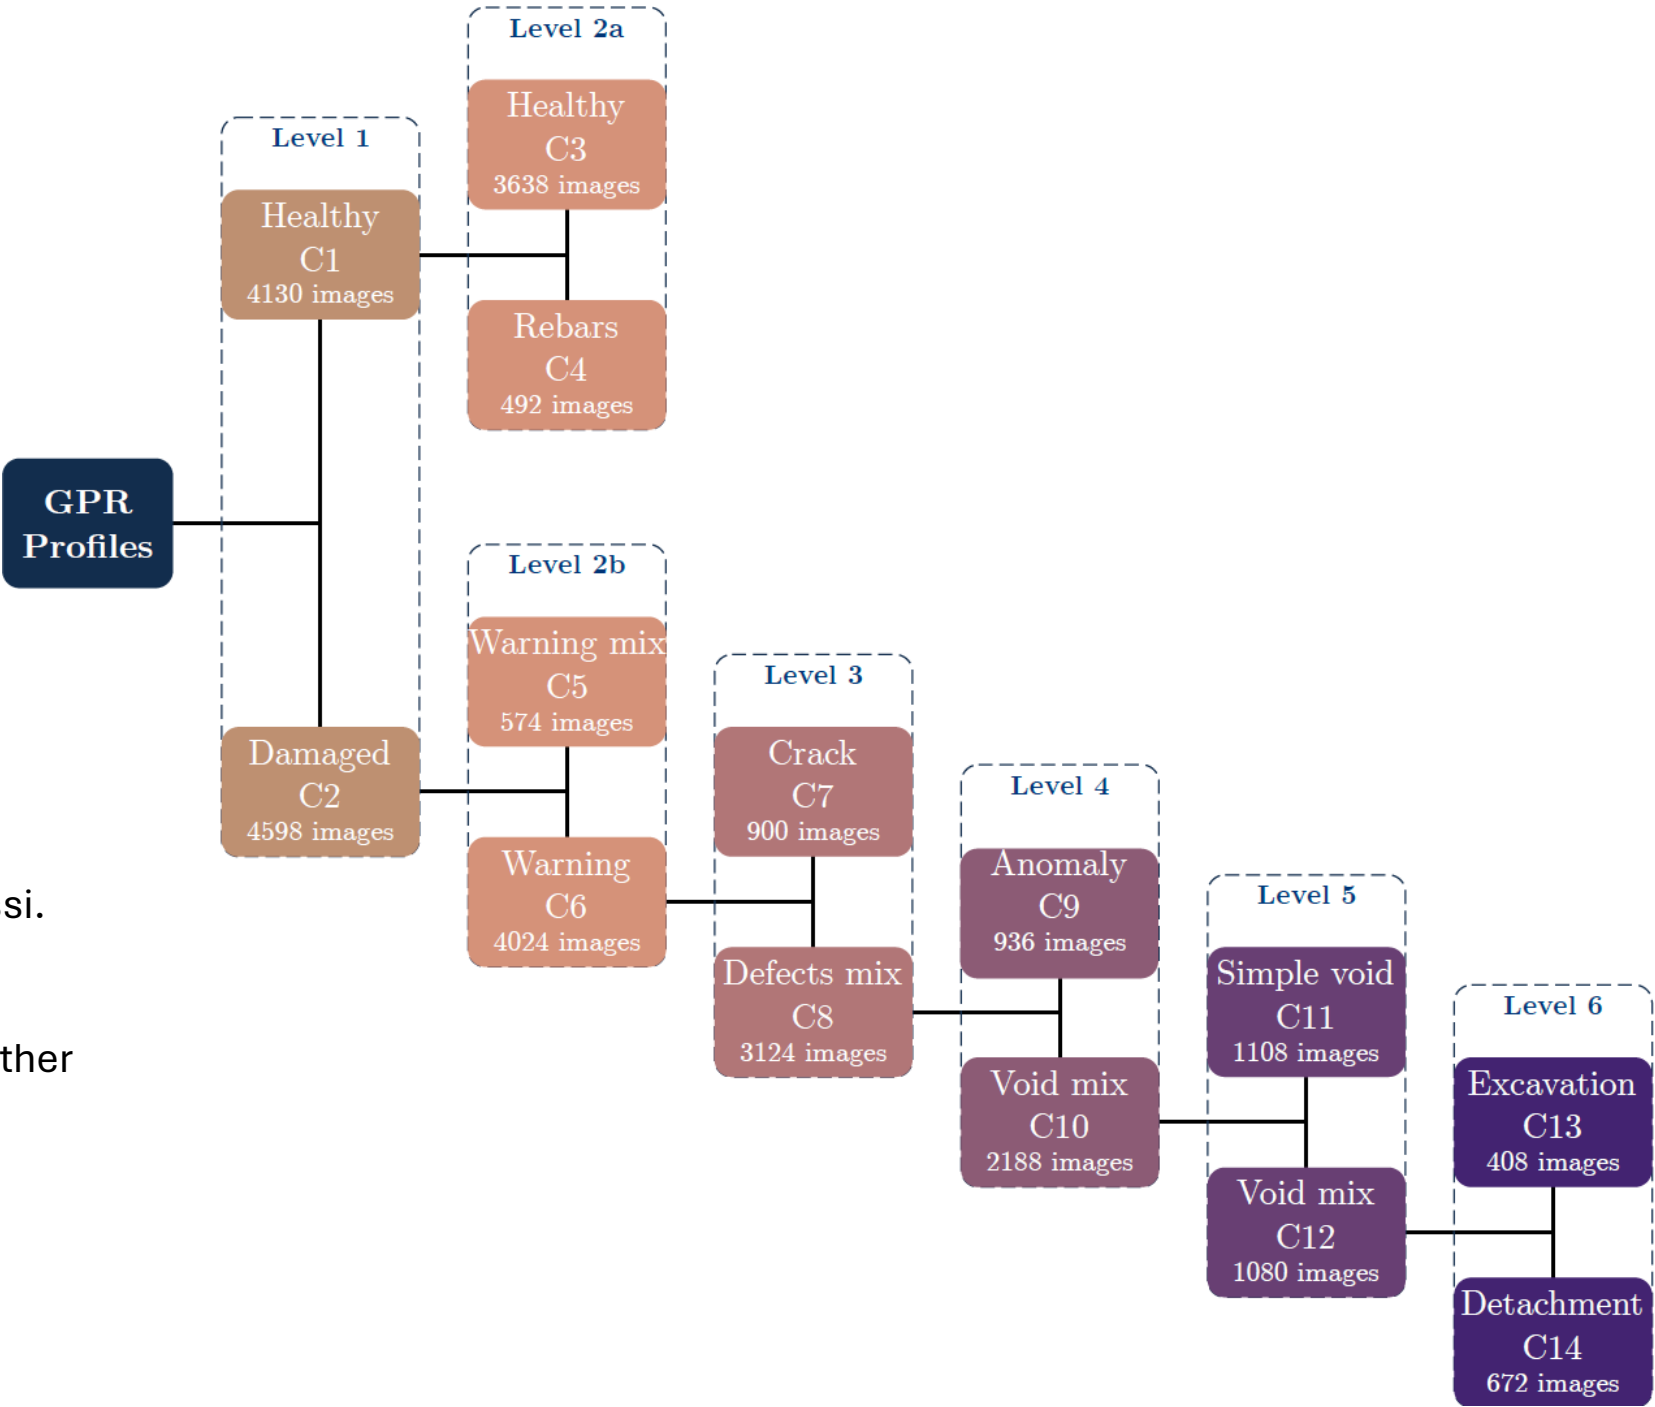 Level 2a
Healthy
C3
3638 images
Level 1
Healthy
C1
4130 images
Rebars
C4
492 images
GPR
Profiles
Level 2b
Warning mix
C5
574 images
Level 3
Damaged
C2
4598 images
Crack
C7
900 images
Level 4
Warning
C6
4024 images
Anomaly
C9
936 images
Level 5
si.
Defects mix
C8
3124 images
Simple void
C11
1108 images
Level 6
ther
Void mix
C10
2188 images
Excavation
C13
408 images
Void mix
C12
1080 images
Detachment
C14
672 images